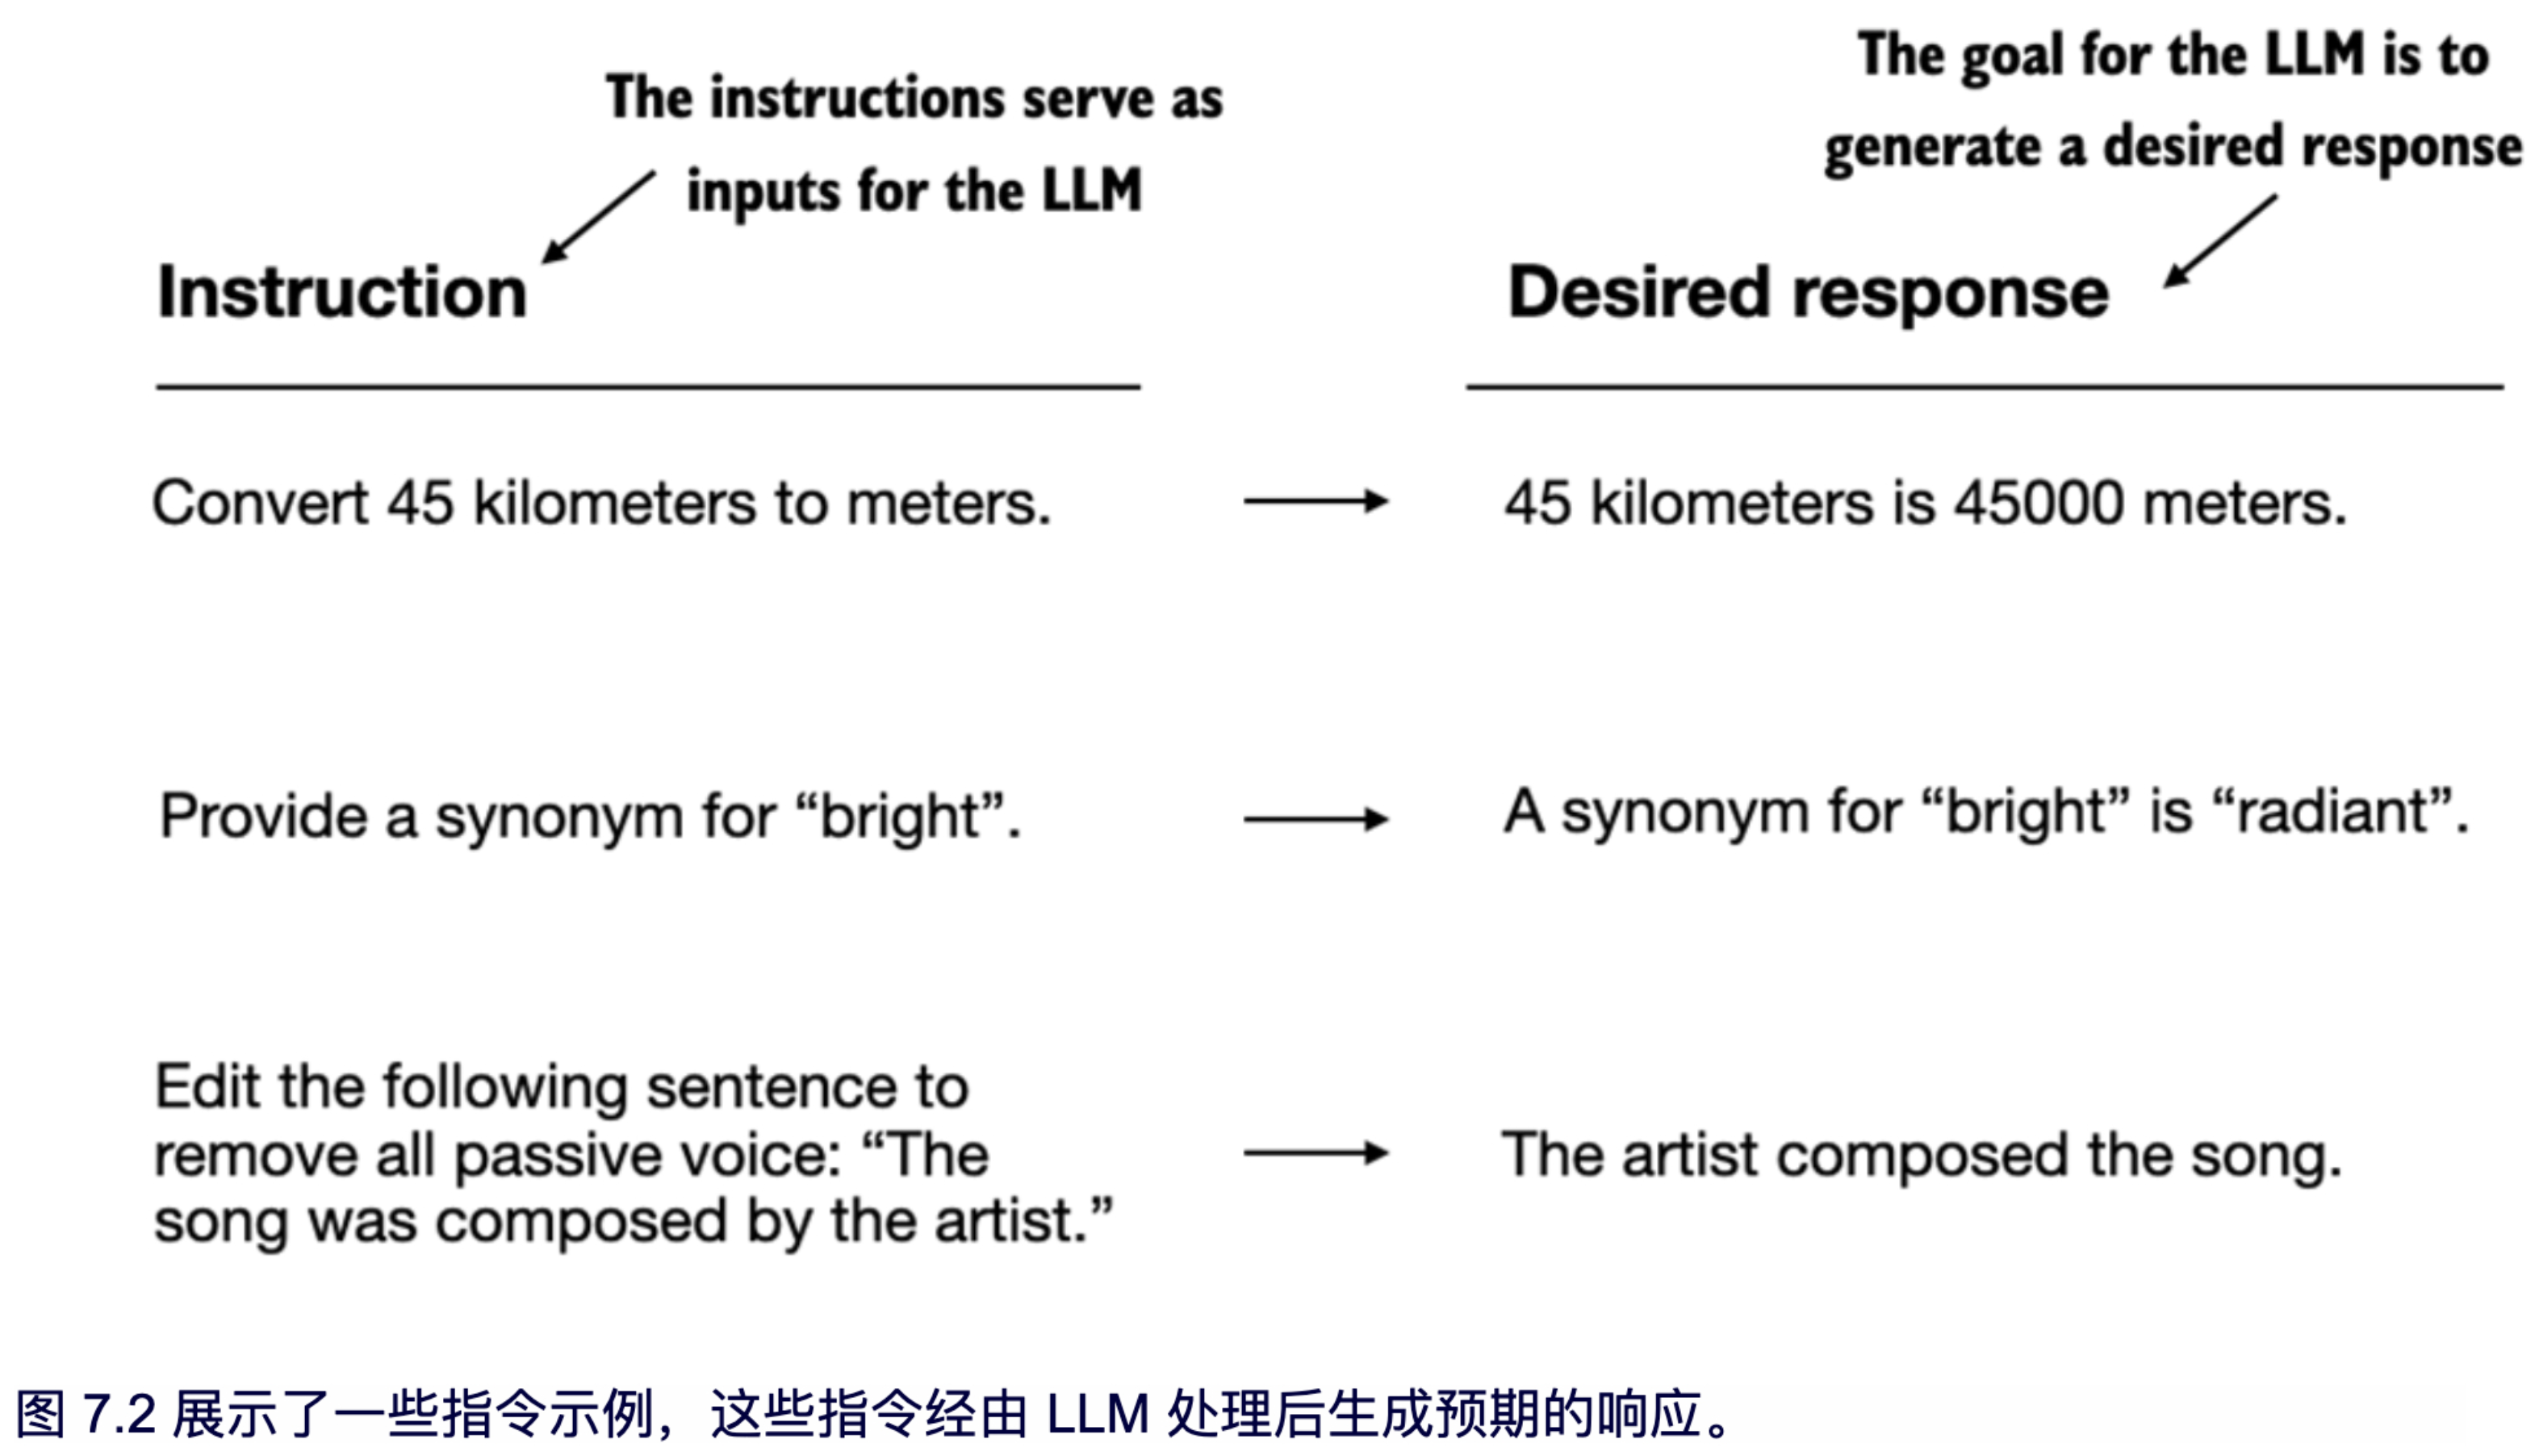 The instructions serve as
inputs for the LLM
The goal for the LLM is to
generate a desired response
Instruction
Desired response
Convert 45 kilometers to meters.
45 kilometers is 45000 meters.
Provide a synonym for “bright”.
A synonym for “bright” is “radiant”.
Edit the following sentence to
remove all passive voice: “The
song was composed by the artist.”
The artist composed the song.
图 7.2 展示了一些指令示例，这些指令经由 LLM 处理后生成预期的响应。